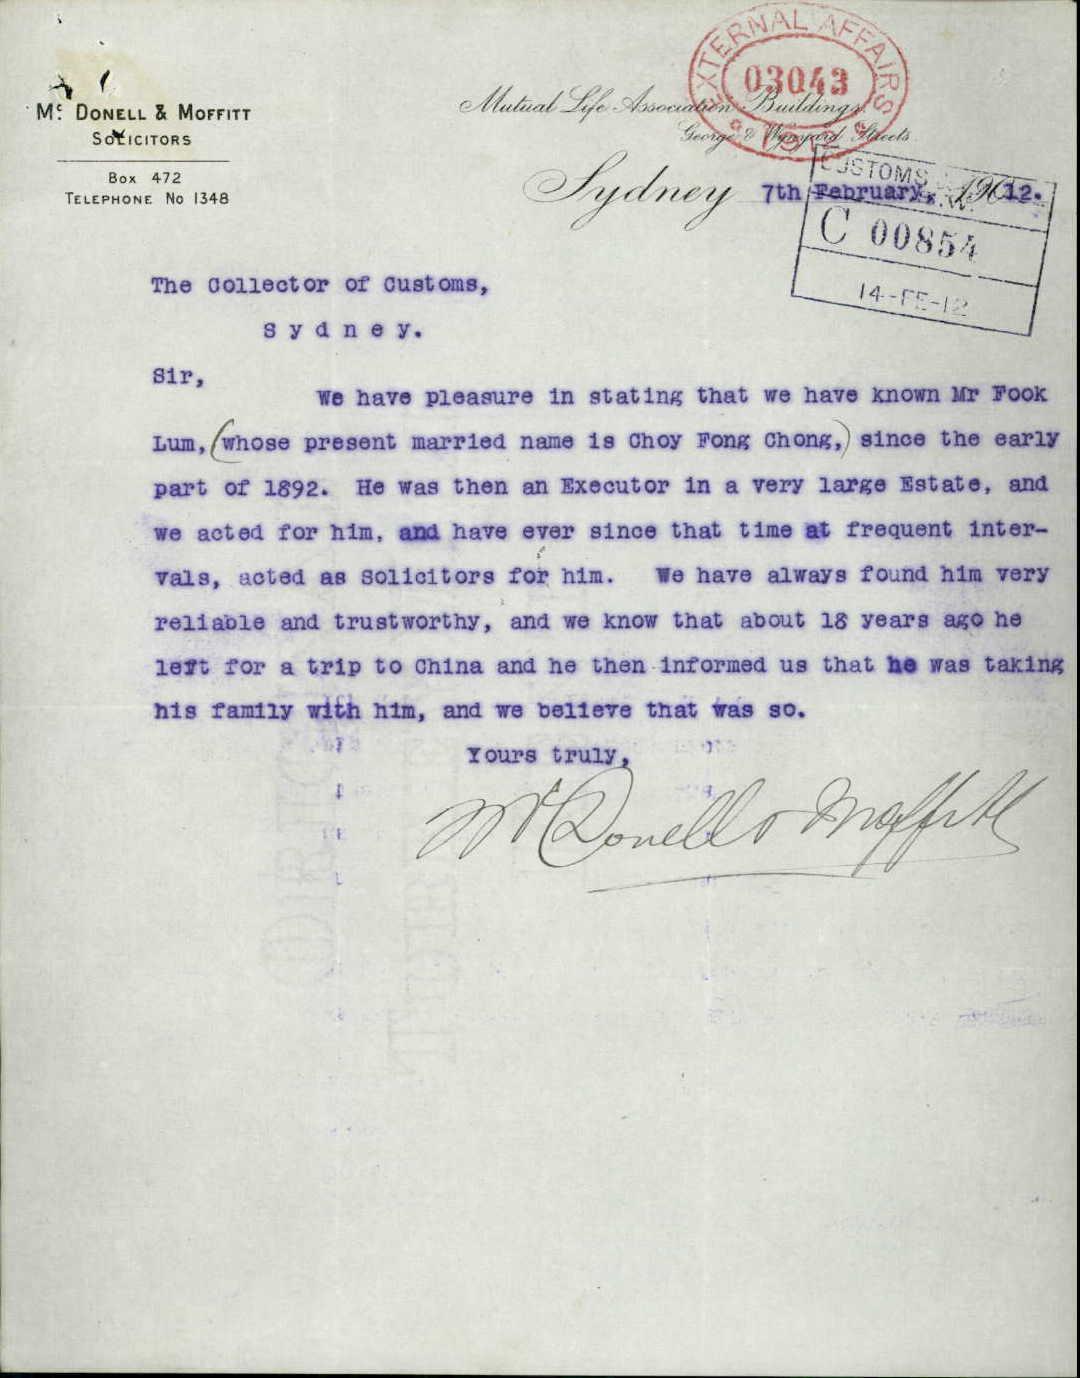 EXTERNAL AFFAIRS
03043
Mc. DONELL & MOFFITT
SOLICITORS
Box 472
TELEPHONE No 1348
Mutual Life Association Buildings,
George & Wynyard Streets.
Sydney 7th February, 1912.
CUSTOMS
C 00854
14-FE-12
The Collector of Customs,
Sydney.
Sir,
We have pleasure in stating that we have known Mr Fook
Lum, (whose present married name is Choy Fong Chong,) since the early
part of 1892. He was then an Executor in a very large Estate, and
we acted for him, and have ever since that time at frequent inter-
vals, acted as Solicitors for him. We have always found him very
reliable and trustworthy, and we know that about 18 years ago he
left for a trip to China and he then informed us that he was taking
his family with him, and we believe that was so.
Yours truly,
McDonell & Moffitt